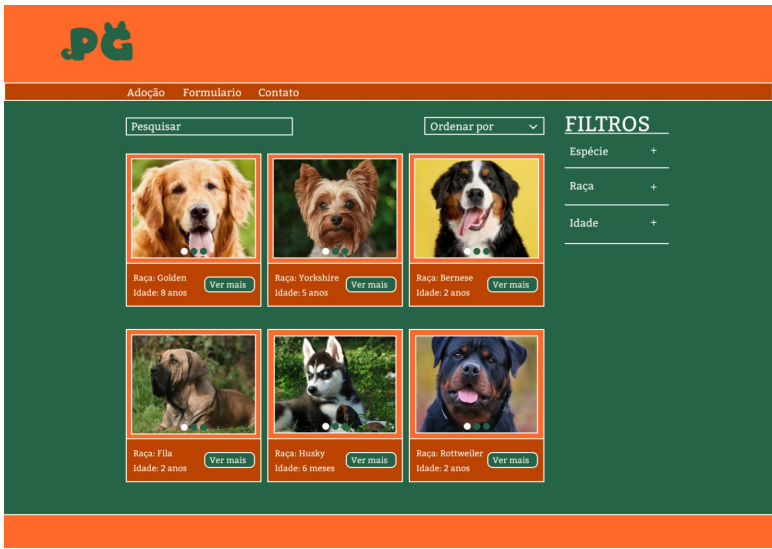 PG
Adoção Formulario Contato
Pesquisar
Ordenar por
FILTROS
Espécie +
Raça +
Idade +
Raça: Golden
Idade: 8 anos
Ver mais
Raça: Yorkshire
Idade: 5 anos
Ver mais
Raça: Bernese
Idade: 2 anos
Ver mais
Raça: Fila
Idade: 2 anos
Ver mais
Raça: Husky
Idade: 6 meses
Ver mais
Raça: Rottweiler
Idade: 2 anos
Ver mais